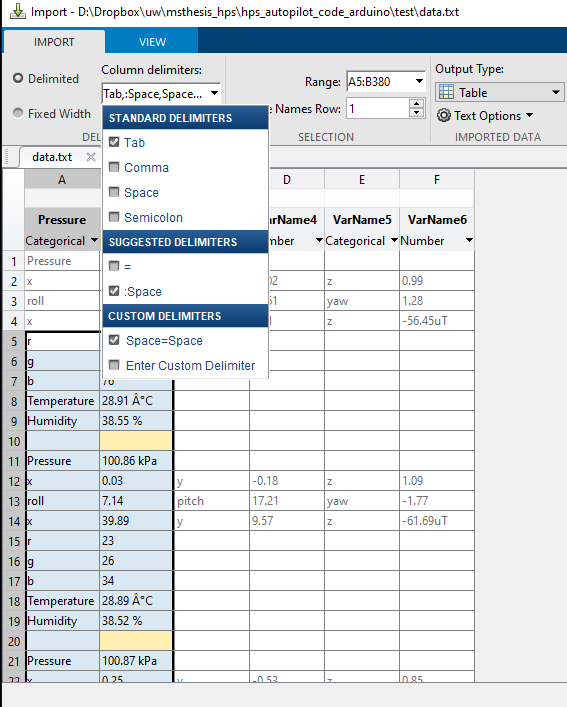 Import - D:\Dropbox\uw\msthesis_hps\hps_autopilot_code_arduino\test\data.txt
IMPORT VIEW
Delimited
Fixed Width
Column delimiters:
Tab,:Space,Space...
Range: A5:B380
Names Row: 1
Output Type:
Table
Text Options
SELECTION IMPORTED DATA
STANDARD DELIMITERS
Tab
Comma
Space
Semicolon
SUGGESTED DELIMITERS
=
:Space
CUSTOM DELIMITERS
Space=Space
Enter Custom Delimiter
data.txt
A D E F
Pressure VarName5 VarName6
Categorical Categorical Number
1 Pressure
2 x z 0.99
3 roll yaw 1.28
4 x z -56.45uT
5 r
6 g
7 b 76
8 Temperature 28.91 Â°C
9 Humidity 38.55 %
10
11 Pressure 100.86 kPa
12 x 0.03 y -0.18 z 1.09
13 roll 7.14 pitch 17.21 yaw -1.77
14 x 39.89 y 9.57 z -61.69uT
15 r 23
16 g 26
17 b 34
18 Temperature 28.89 Â°C
19 Humidity 38.52 %
20
21 Pressure 100.87 kPa
22 x 0.25 y -0.53 z 0.85